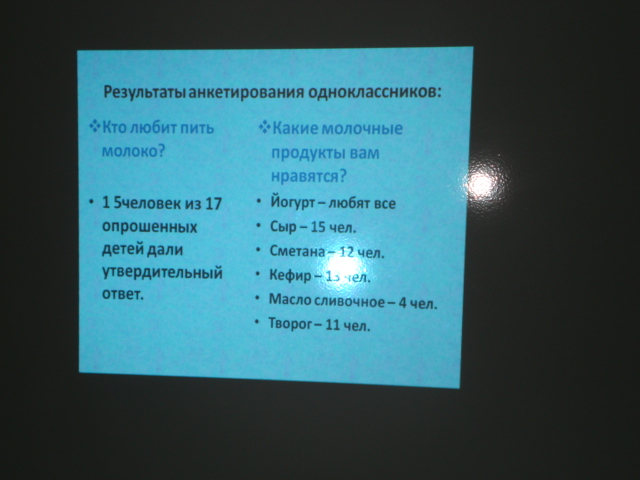 Результаты анкетирования одноклассников:
❖Кто любит пить
молоко?
• 1 5человек из 17
опрошенных
детей дали
утвердительный
ответ.
❖Какие молочные
продукты вам
нравятся?
• Йогурт – любят все
• Сыр – 15 чел.
• Сметана – 12 чел.
• Кефир – 13 чел.
• Масло сливочное – 4 чел.
• Творог – 11 чел.